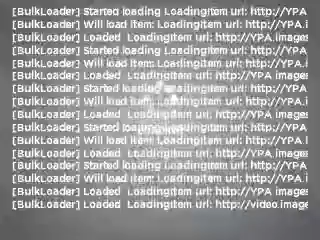 [BulkLoader] Started loading LoadingItem url: http://YPA
[BulkLoader] Will load item: LoadingItem url: http://YPA.i
[BulkLoader] Loaded LoadingItem url: http://YPA.image
[BulkLoader] Started loading LoadingItem url: http://YPA
[BulkLoader] Will load item: LoadingItem url: http://YPA.i
[BulkLoader] Loaded LoadingItem url: http://YPA.image
[BulkLoader] Started loading LoadingItem url: http://YPA
[BulkLoader] Will load item: LoadingItem url: http://YPA.i
[BulkLoader] Loaded LoadingItem url: http://YPA.image
[BulkLoader] Started loading LoadingItem url: http://YPA
[BulkLoader] Will load item: LoadingItem url: http://YPA.i
[BulkLoader] Loaded LoadingItem url: http://YPA.image
[BulkLoader] Started loading LoadingItem url: http://YPA
[BulkLoader] Will load item: LoadingItem url: http://YPA.i
[BulkLoader] Loaded LoadingItem url: http://YPA.image
[BulkLoader] Loaded LoadingItem url: http://video.image